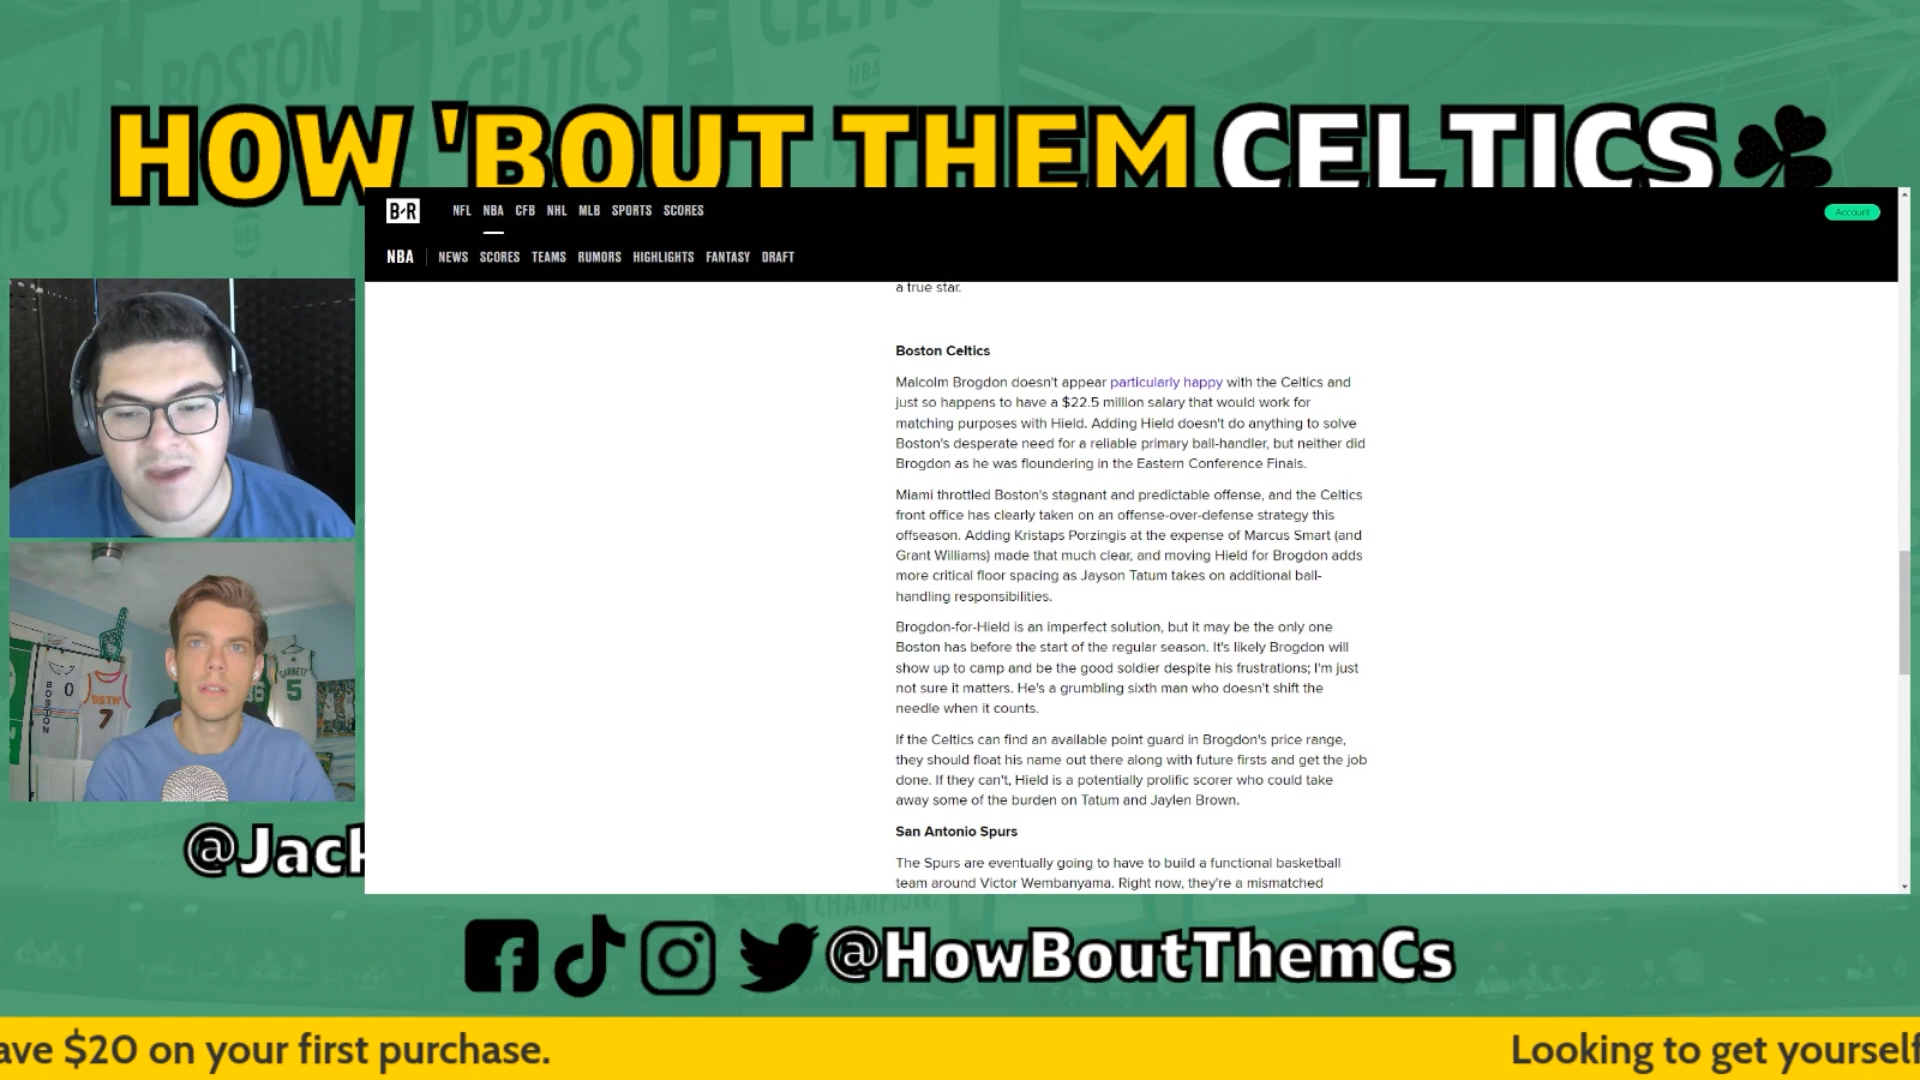 HOW 'BOUT THEM CELTICS
B/R NFL NBA CFB NHL MLB SPORTS SCORES
Account
NBA NEWS SCORES TEAMS RUMORS HIGHLIGHTS FANTASY DRAFT
a true star.
Boston Celtics
Malcolm Brogdon doesn't appear particularly happy with the Celtics and
just so happens to have a $22.5 million salary that would work for
matching purposes with Hield. Adding Hield doesn't do anything to solve
Boston's desperate need for a reliable primary ball-handler, but neither did
Brogdon as he was floundering in the Eastern Conference Finals.
Miami throttled Boston's stagnant and predictable offense, and the Celtics
front office has clearly taken on an offense-over-defense strategy this
offseason. Adding Kristaps Porzingis at the expense of Marcus Smart (and
Grant Williams) made that much clear, and moving Hield for Brogdon adds
more critical floor spacing as Jayson Tatum takes on additional ball-
handling responsibilities.
Brogdon-for-Hield is an imperfect solution, but it may be the only one
Boston has before the start of the regular season. It's likely Brogdon will
show up to camp and be the good soldier despite his frustrations; I'm just
not sure it matters. He's a grumbling sixth man who doesn't shift the
needle when it counts.
If the Celtics can find an available point guard in Brogdon's price range,
they should float his name out there along with future firsts and get the job
done. If they can't, Hield is a potentially prolific scorer who could take
away some of the burden on Tatum and Jaylen Brown.
San Antonio Spurs
The Spurs are eventually going to have to build a functional basketball
team around Victor Wembanyama. Right now, they're a mismatched
BOSTON
0
BSTN
7
GARNETT
5
@Jack
@HowBoutThemCs
ave $20 on your first purchase.
Looking to get yourself